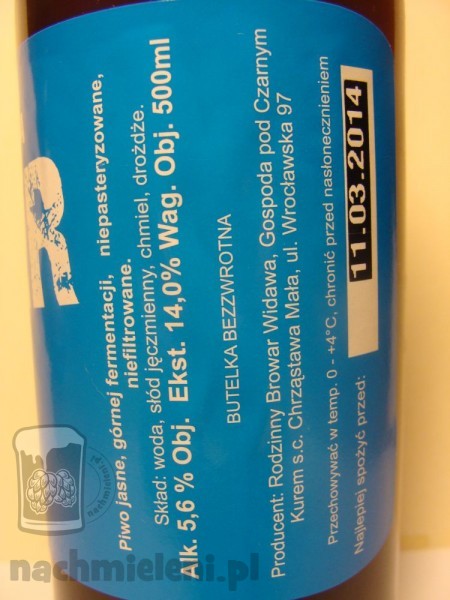 Piwo jasne, górnej fermentacji, niepasteryzowane,
niefiltrowane.
Skład: woda, słód jęczmienny, chmiel, drożdże.
Alk. 5,6 % Obj. Ekst. 14,0% Wag. Obj. 500ml
BUTELKA BEZZWROTNA
Producent: Rodzinny Browar Widawa, Gospoda pod Czarnym
Kurem s.c. Chrząstawa Mała, ul. Wrocławska 97
Przechowywać w temp. 0 - +4°C, chronić przed nasłonecznieniem
Najlepiej spożyć przed: 11.03.2014
R
nachmieleni.pl
nachmieleni.pl